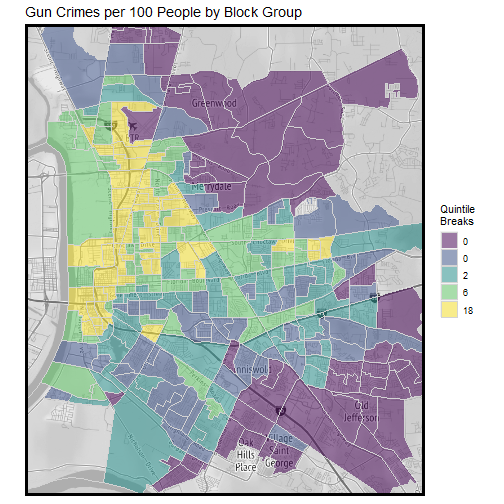 Gun Crimes per 100 People by Block Group
Greenwood
Merrydale
Quintile
Breaks
0
0
2
6
18
Old
Jefferson
Oak
Hills
Place
Village
Saint
George